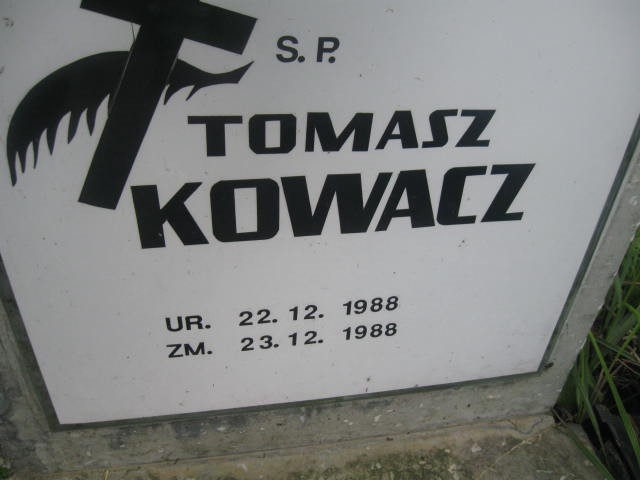 S. P.
TOMASZ
KOWACZ
UR. 22. 12. 1988
ZM. 23. 12. 1988